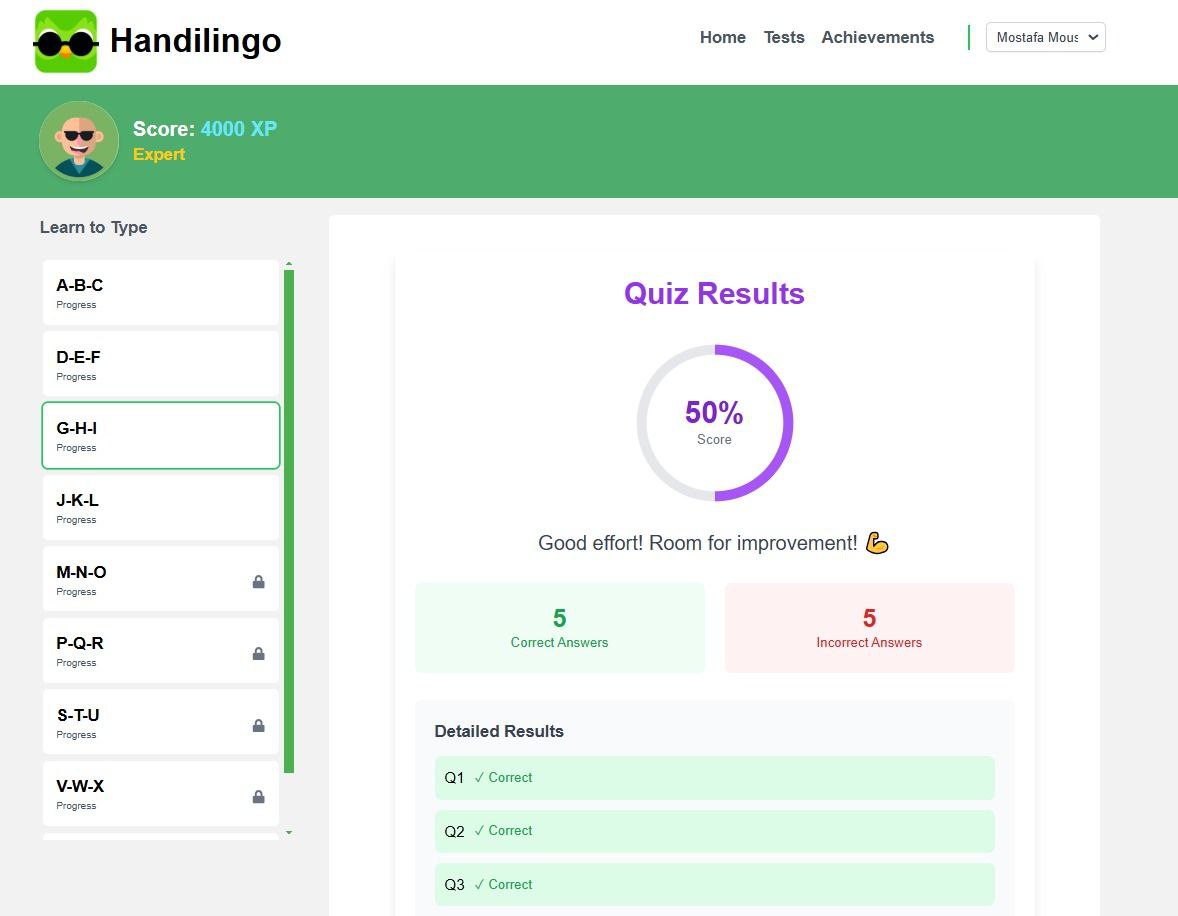 Handilingo
Home Tests Achievements
Mostafa Mous
Score: 4000 XP
Expert
Learn to Type
A-B-C
Progress
D-E-F
Progress
G-H-I
Progress
J-K-L
Progress
M-N-O
Progress
P-Q-R
Progress
S-T-U
Progress
V-W-X
Progress
Quiz Results
50%
Score
Good effort! Room for improvement! 💪
5
Correct Answers
5
Incorrect Answers
Detailed Results
Q1 ✓ Correct
Q2 ✓ Correct
Q3 ✓ Correct